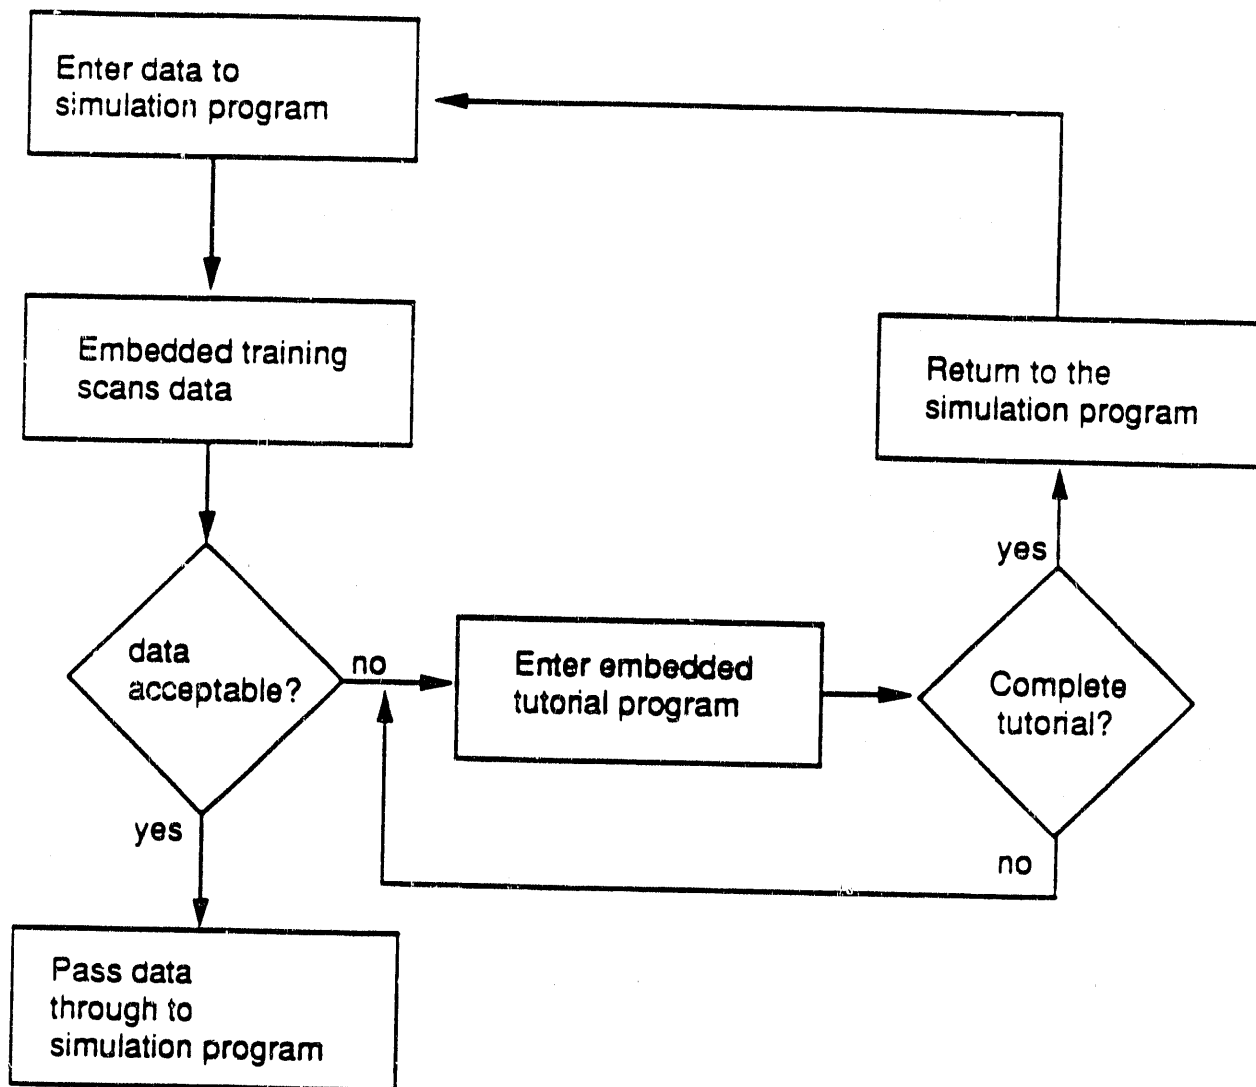 Enter data to
simulation program
Embedded training
scans data
Return to the
simulation program
yes
data
acceptable?
no
Enter embedded
tutorial program
Complete
tutorial?
yes
no
Pass data
through to
simulation program